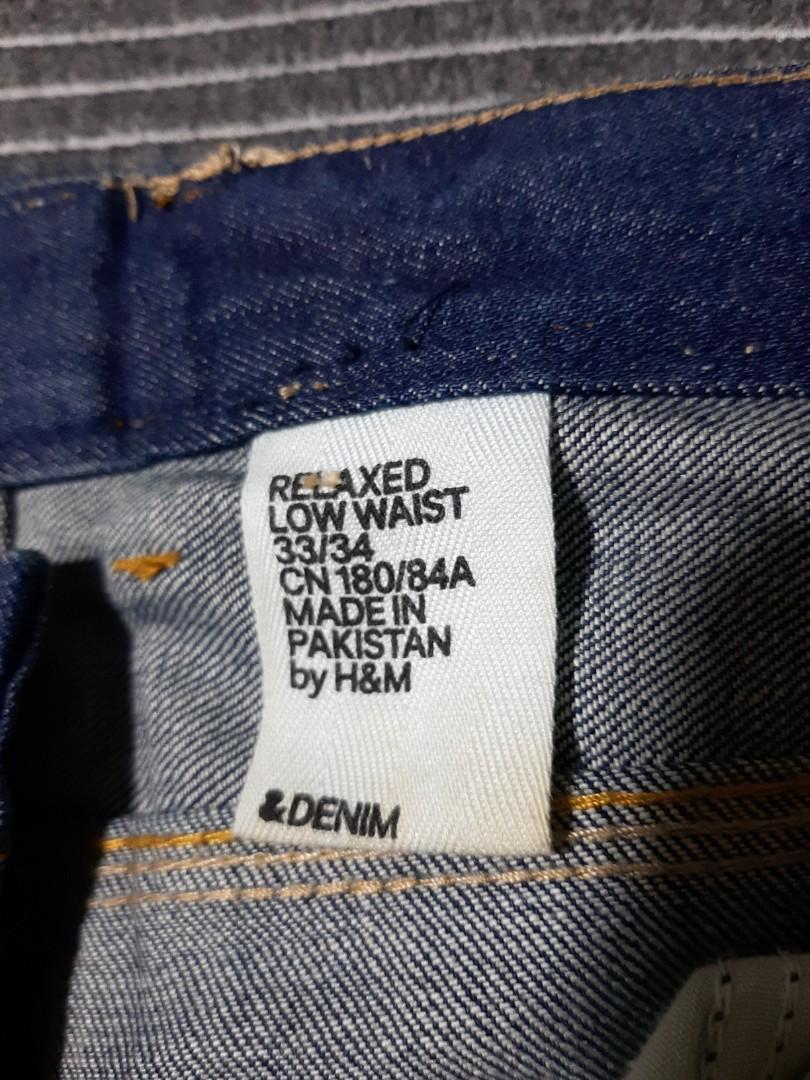 RELAXED
LOW WAIST
33/34
CN 180/84A
MADE IN
PAKISTAN
by H&M
& DENIM